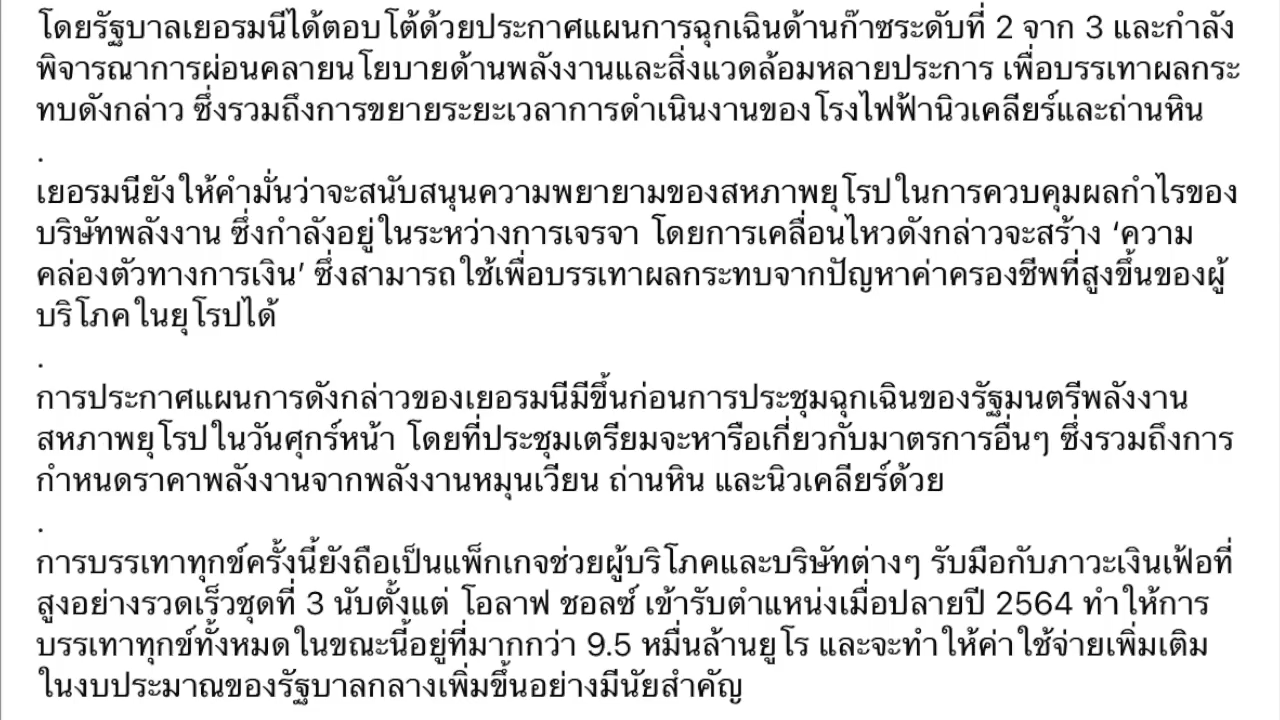 โดยรัฐบาลเยอรมนีได้ตอบโต้ด้วยประกาศแผนการฉุกเฉินด้านก๊าซระดับที่ 2 จาก 3 และกำลัง
พิจารณาการผ่อนคลายนโยบายด้านพลังงานและสิ่งแวดล้อมหลายประการ เพื่อบรรเทาผลกระ
ทบดังกล่าว ซึ่งรวมถึงการขยายระยะเวลาการดำเนินงานของโรงไฟฟ้านิวเคลียร์และถ่านหิน
.
เยอรมนียังให้คำมั่นว่าจะสนับสนุนความพยายามของสหภาพยุโรปในการควบคุมผลกำไรของ
บริษัทพลังงาน ซึ่งกำลังอยู่ในระหว่างการเจรจา โดยการเคลื่อนไหวดังกล่าวจะสร้าง ‘ความ
คล่องตัวทางการเงิน’ ซึ่งสามารถใช้เพื่อบรรเทาผลกระทบจากปัญหาค่าครองชีพที่สูงขึ้นของผู้
บริโภคในยุโรปได้
.
การประกาศแผนการดังกล่าวของเยอรมนีมีขึ้นก่อนการประชุมฉุกเฉินของรัฐมนตรีพลังงาน
สหภาพยุโรปในวันศุกร์หน้า โดยที่ประชุมเตรียมจะหารือเกี่ยวกับมาตรการอื่นๆ ซึ่งรวมถึงการ
กำหนดราคาพลังงานจากพลังงานหมุนเวียน ถ่านหิน และนิวเคลียร์ด้วย
.
การบรรเทาทุกข์ครั้งนี้ยังถือเป็นแพ็กเกจช่วยผู้บริโภคและบริษัทต่างๆ รับมือกับภาวะเงินเฟ้อที่
สูงอย่างรวดเร็วชุดที่ 3 นับตั้งแต่ โอลาฟ ชอลซ์ เข้ารับตำแหน่งเมื่อปลายปี 2564 ทำให้การ
บรรเทาทุกข์ทั้งหมดในขณะนี้อยู่ที่มากกว่า 9.5 หมื่นล้านยูโร และจะทำให้ค่าใช้จ่ายเพิ่มเติม
ในงบประมาณของรัฐบาลกลางเพิ่มขึ้นอย่างมีนัยสำคัญ